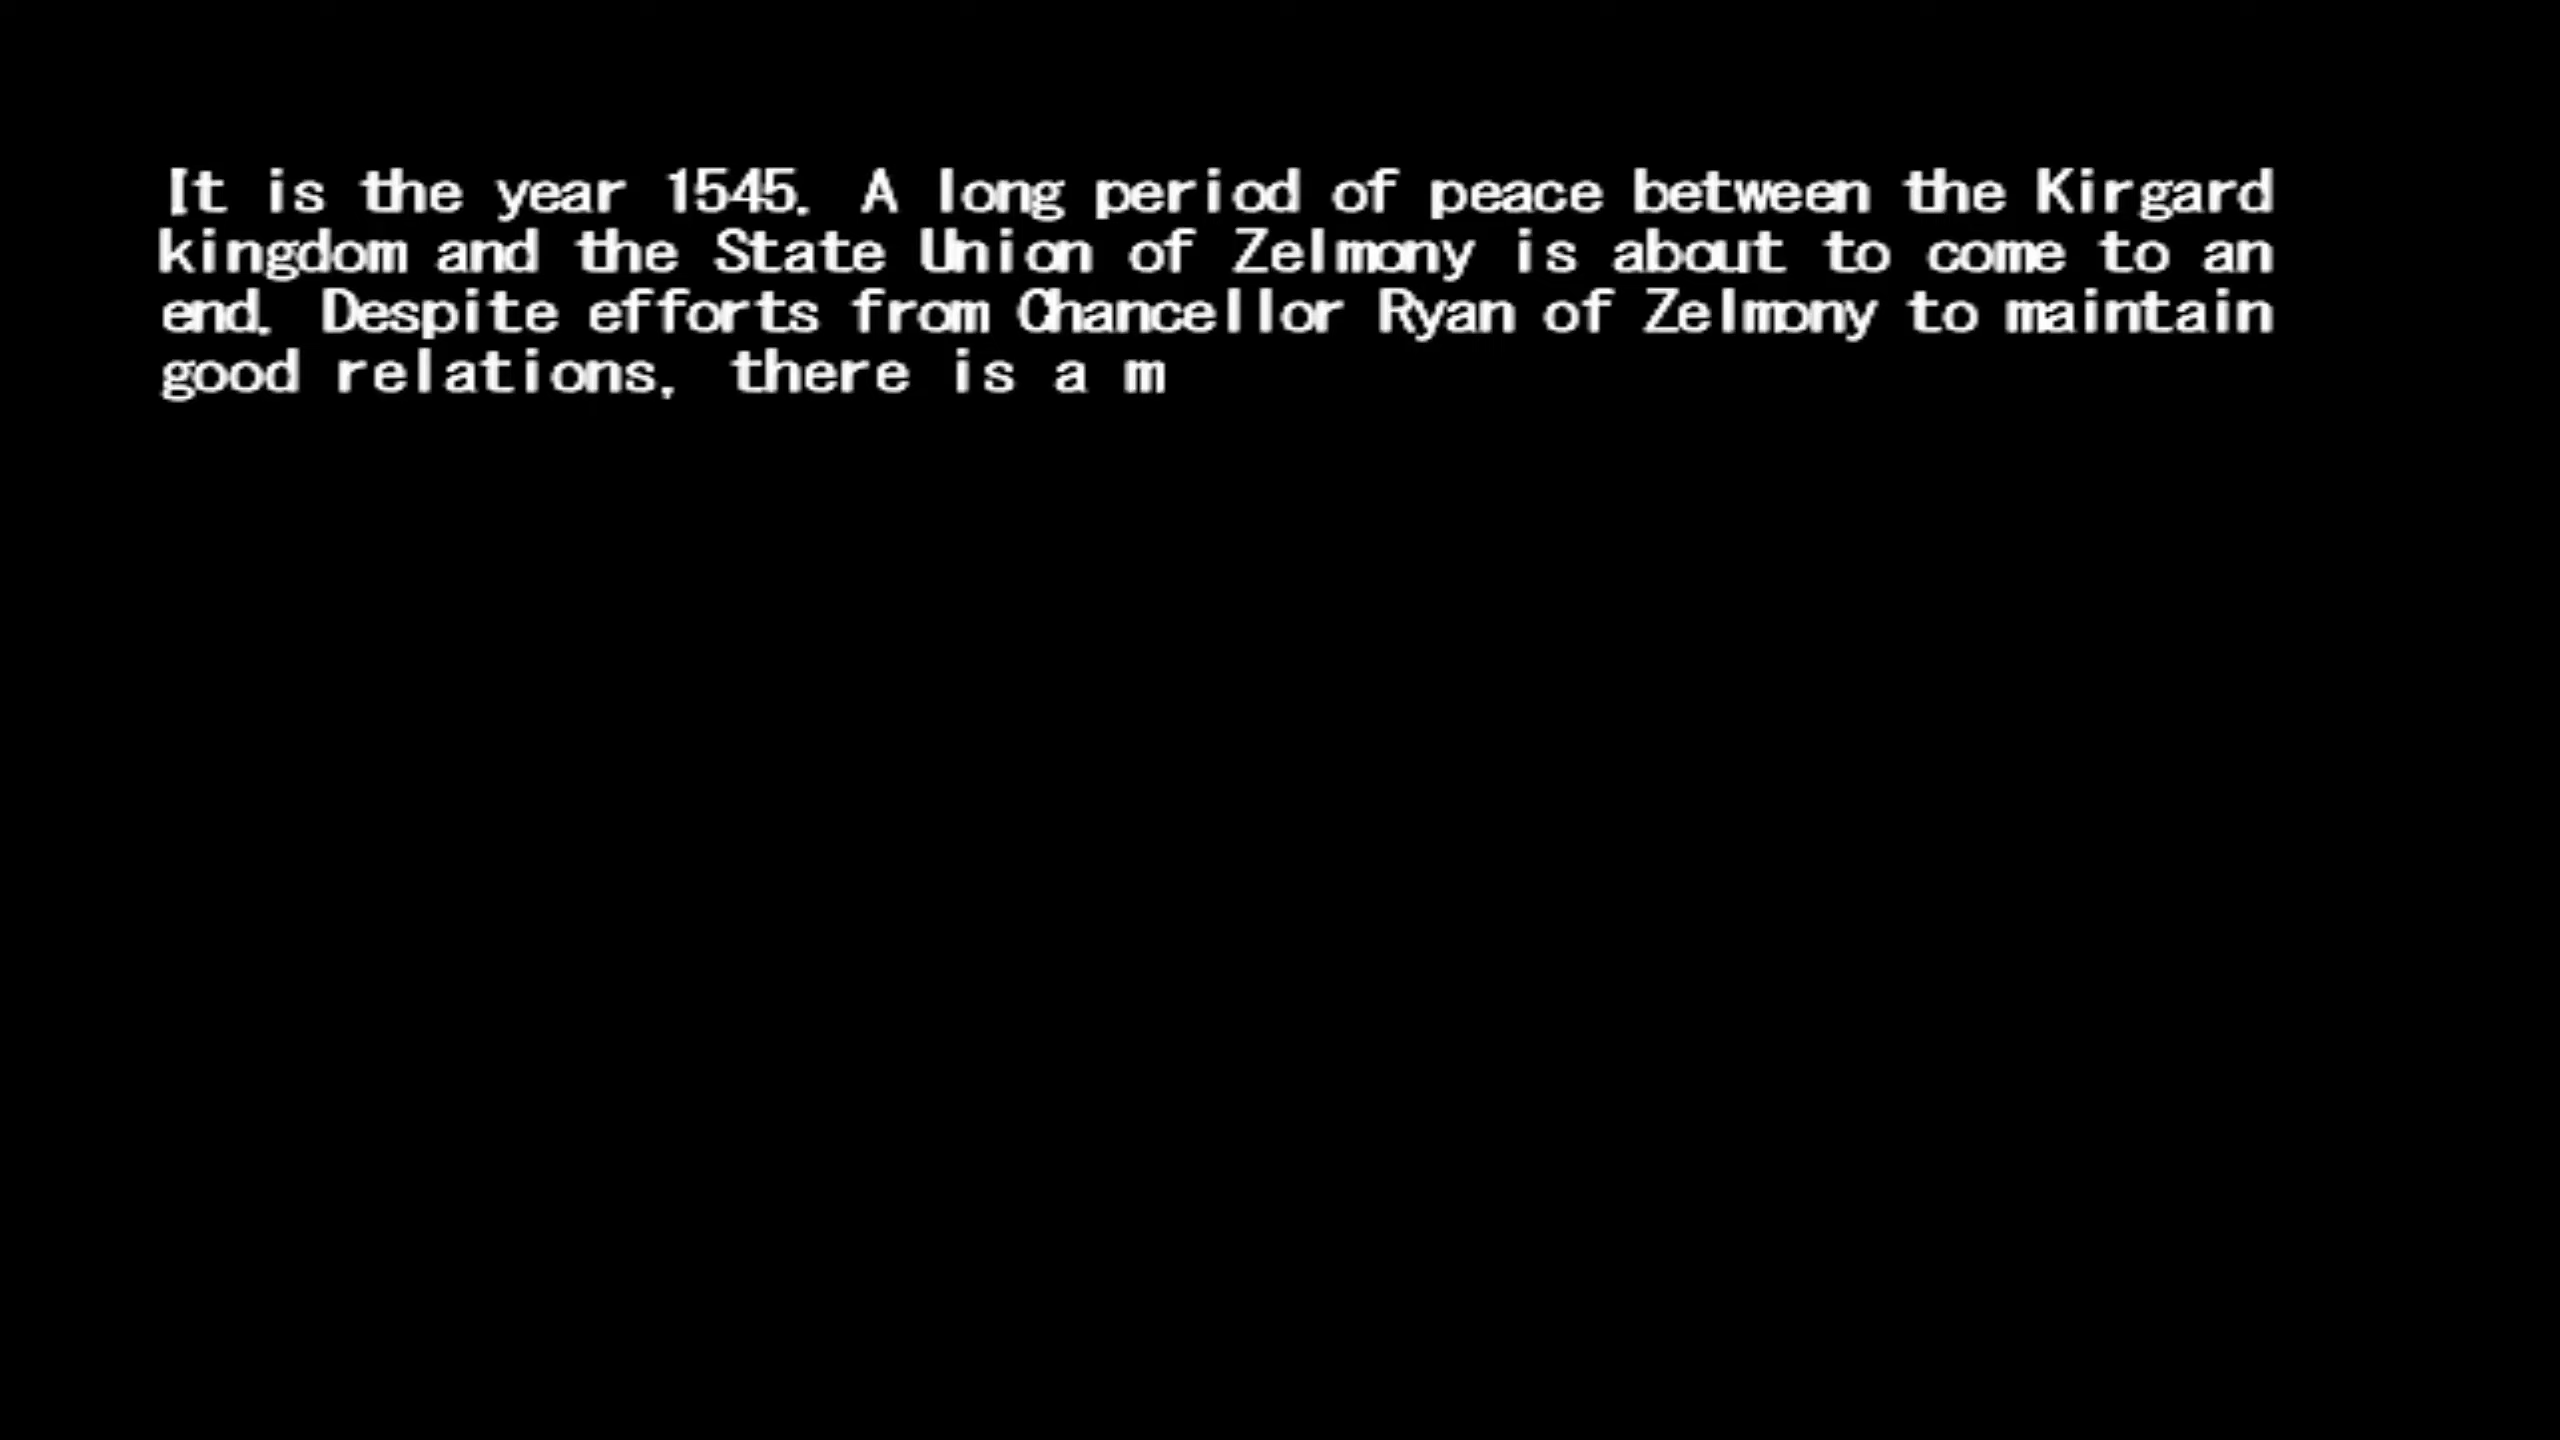 It is the year 1545. A long period of peace between the Kirgard
kingdom and the State Union of Zelmony is about to come to an
end. Despite efforts from Chancellor Ryan of Zelmony to maintain
good relations, there is a m